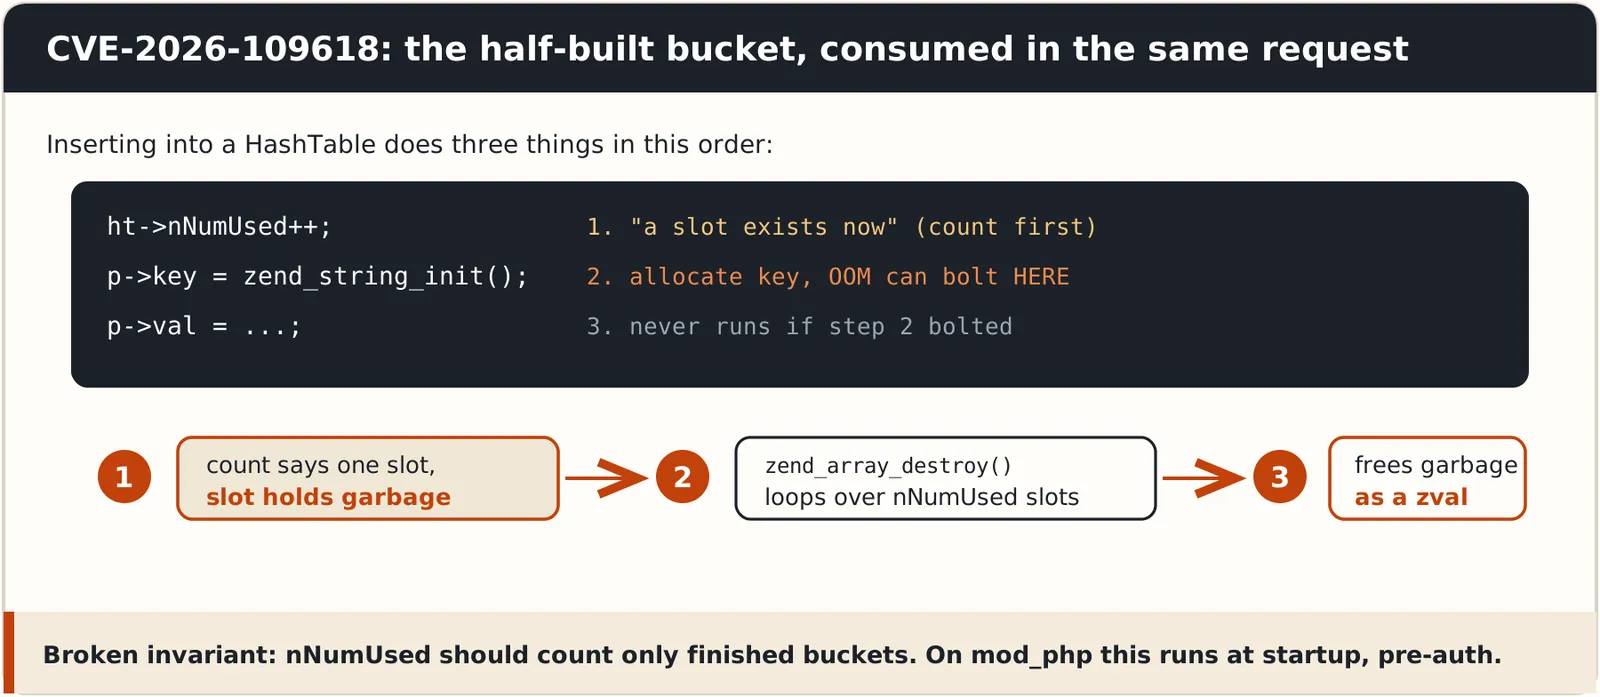 CVE-2026-109618: the half-built bucket, consumed in the same request
Inserting into a HashTable does three things in this order:
ht->nNumUsed++; 1. "a slot exists now" (count first)
p->key = zend_string_init(); 2. allocate key, OOM can bolt HERE
p->val = ...; 3. never runs if step 2 bolted
1
count says one slot,
slot holds garbage
2
zend_array_destroy()
loops over nNumUsed slots
3
frees garbage
as a zval
Broken invariant: nNumUsed should count only finished buckets. On mod_php this runs at startup, pre-auth.